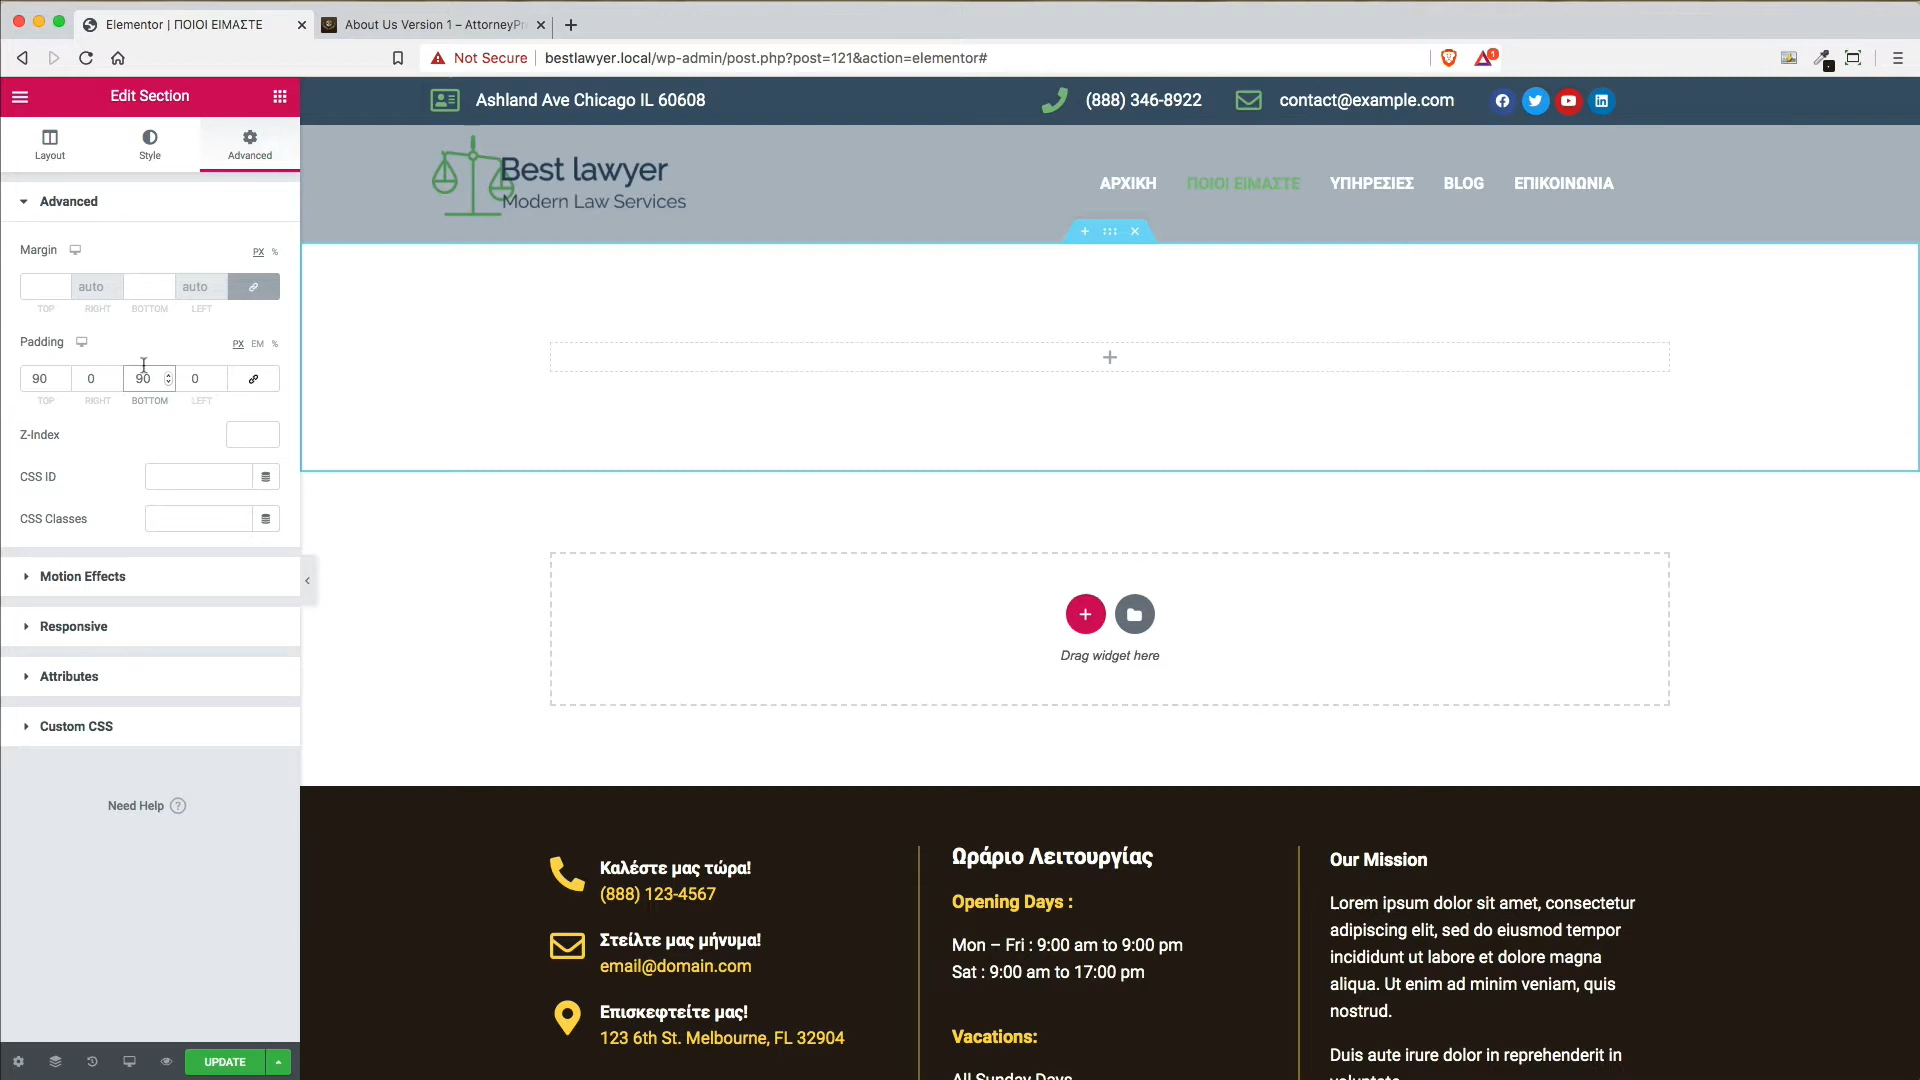 Elementor | ΠΟΙΟΙ ΕΙΜΑΣΤΕ
About Us Version 1 – AttorneyPr
Not Secure
bestlawyer.local/wp-admin/post.php?post=121&action=elementor#
1
Edit Section
Layout
Style
Advanced
Advanced
Margin
PX %
auto auto
TOP RIGHT BOTTOM LEFT
Padding
PX EM %
90 0 90 0
TOP RIGHT BOTTOM LEFT
Z-Index
CSS ID
CSS Classes
Motion Effects
Responsive
Attributes
Custom CSS
Need Help ?
UPDATE
Ashland Ave Chicago IL 60608
(888) 346-8922
contact@example.com
Best lawyer
Modern Law Services
ΑΡΧΙΚΗ ΠΟΙΟΙ ΕΙΜΑΣΤΕ ΥΠΗΡΕΣΙΕΣ BLOG ΕΠΙΚΟΙΝΩΝΙΑ
Drag widget here
Καλέστε μας τώρα!
(888) 123-4567
Στείλτε μας μήνυμα!
email@domain.com
Επισκεφτείτε μας!
123 6th St. Melbourne, FL 32904
Ωράριο Λειτουργίας
Opening Days :
Mon – Fri : 9:00 am to 9:00 pm
Sat : 9:00 am to 17:00 pm
Vacations:
All Sunday Days
Our Mission
Lorem ipsum dolor sit amet, consectetur
adipiscing elit, sed do eiusmod tempor
incididunt ut labore et dolore magna
aliqua. Ut enim ad minim veniam, quis
nostrud.
Duis aute irure dolor in reprehenderit in
voluptate